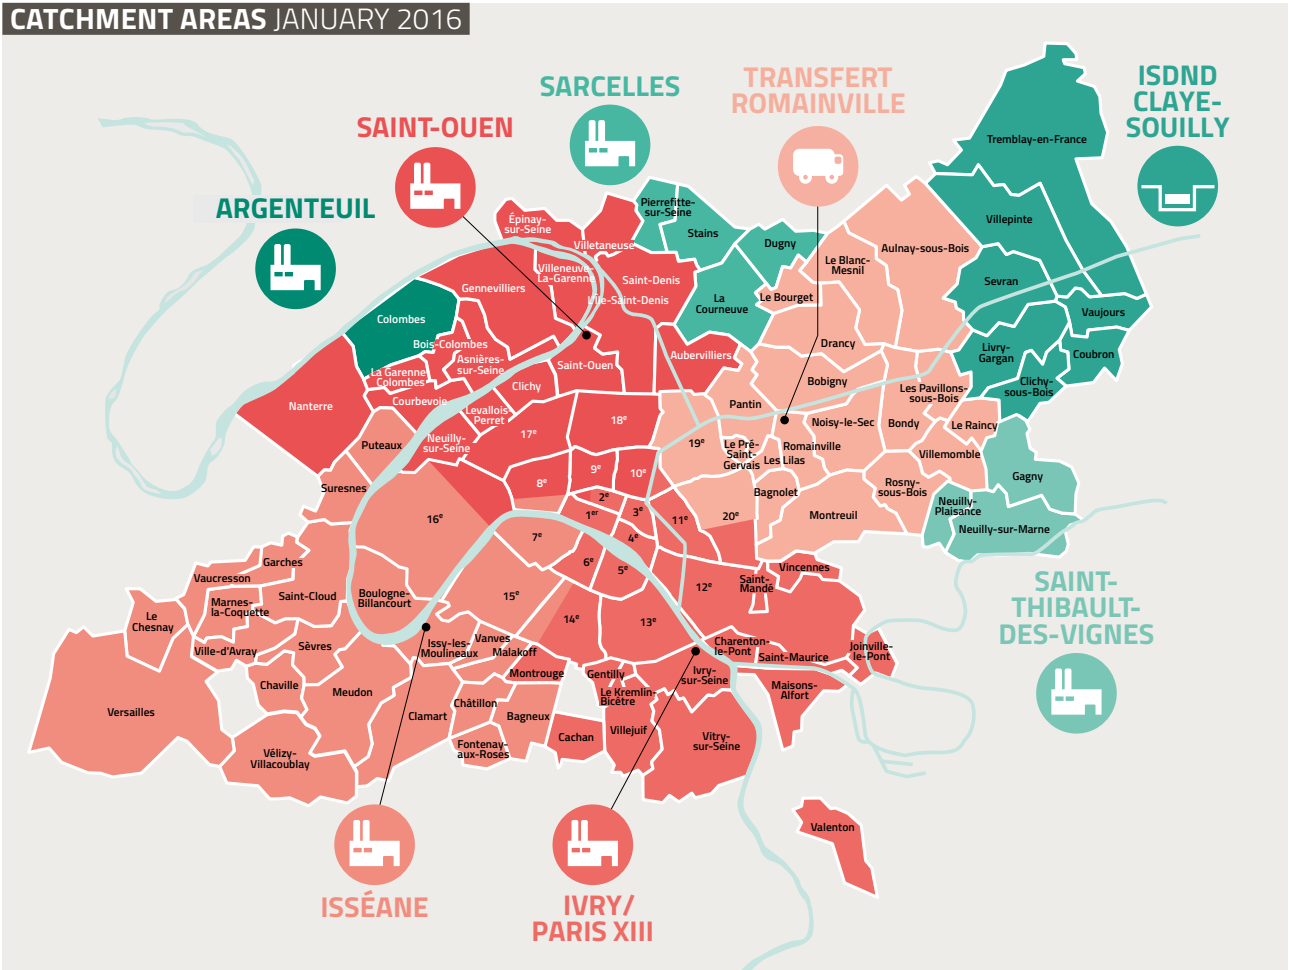 CATCHMENT AREAS JANUARY 2016
SARCELLES
TRANSFERT
ROMAINVILLE
ISDND
CLAYE-
SOUILLY
SAINT-OUEN
ARGENTEUIL
Tremblay-en-France
Villepinte
Sevran
Vaujours
Coubron
Livry-
Gargan
Clichy-
sous-Bois
Pierrefitte-
sur-Seine
Stains
Dugny
La
Courneuve
Épinay-
sur-Seine
Villetaneuse
Villeneuve-
La-Garenne
Saint-Denis
L'Île-Saint-Denis
Gennevilliers
Colombes
Bois-Colombes
Asnières-
sur-Seine
La Garenne
Colombes
Courbevoie
Clichy
Levallois
Perret
Saint-Ouen
Aubervilliers
Nanterre
Neuilly-
sur-Seine
Puteaux
Suresnes
Le Blanc-
Mesnil
Aulnay-sous-Bois
Le Bourget
Drancy
Bobigny
Pantin
Les Pavillons-
sous-Bois
Le Raincy
Noisy-le-Sec
Bondy
Le Pré-
Saint-
Gervais
Les Lilas
Romainville
Villemomble
Bagnolet
Rosny-
sous-Bois
Montreuil
Gagny
Neuilly-
Plaisance
Neuilly-sur-Marne
17e
18e
19e
8e
9e
10e
2e
1er
3e
11e
20e
16e
7e
4e
6e
5e
15e
14e
13e
12e
Saint-
Mandé
Vincennes
Garches
Vaucresson
Saint-Cloud
Boulogne-
Billancourt
Marnes-
la-Coquette
Le
Chesnay
Ville-d'Avray
Sèvres
Chaville
Meudon
Versailles
Vélizy-
Villacoublay
Issy-les-
Moulineaux
Vanves
Malakoff
Montrouge
Châtillon
Clamart
Bagneux
Fontenay-
aux-Roses
Gentilly
Le Kremlin-
Bicêtre
Villejuif
Cachan
Ivry-
sur-Seine
Vitry-
sur-Seine
Charenton-
le-Pont
Saint-Maurice
Joinville-
le-Pont
Maisons-
Alfort
Valenton
SAINT-
THIBAULT-
DES-VIGNES
ISSÉANE
IVRY/
PARIS XIII